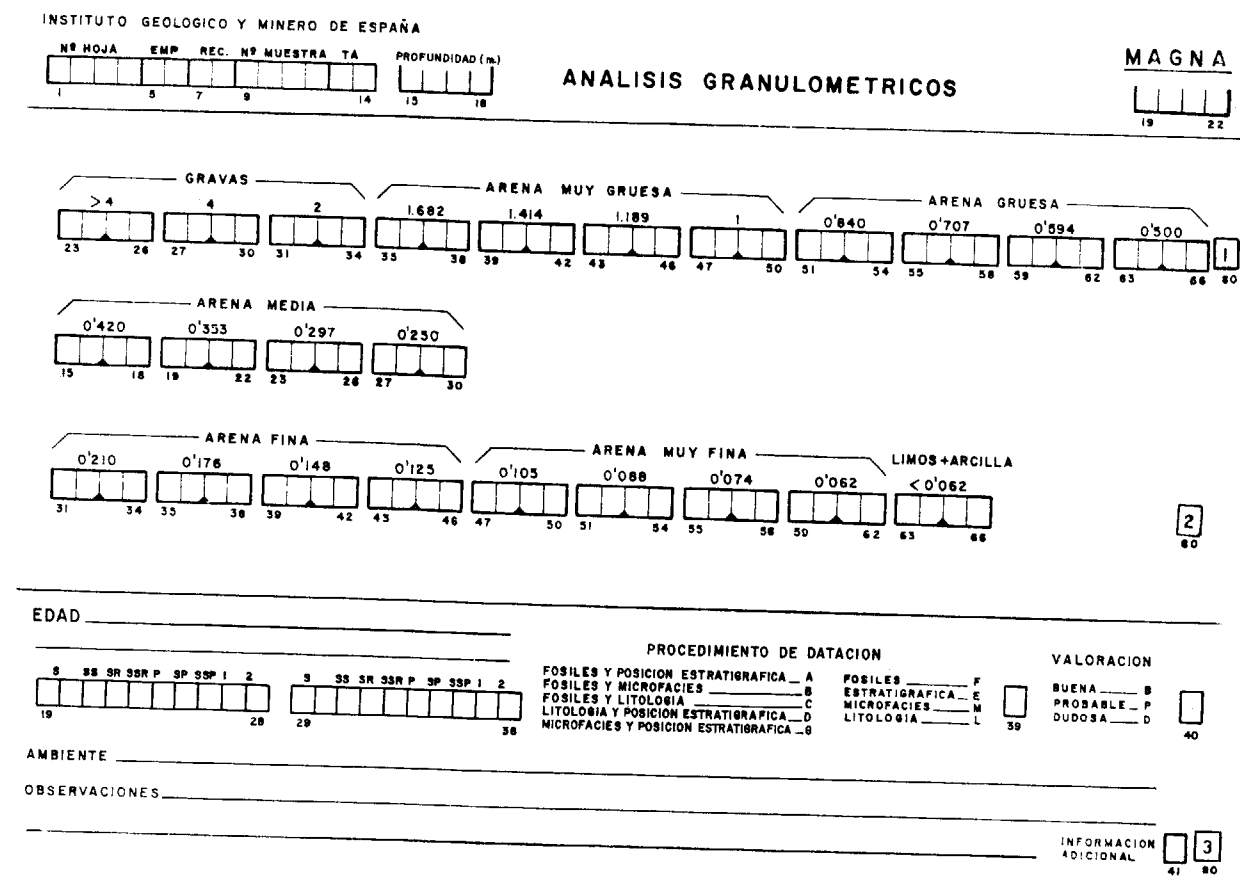 INSTITUTO GEOLOGICO Y MINERO DE ESPAÑA
Nº HOJA EMP REC. Nº MUESTRA TA PROFUNDIDAD (m.)
1 5 7 9 14 15 18
ANALISIS GRANULOMETRICOS
MAGNA
19 22
GRAVAS ARENA MUY GRUESA ARENA GRUESA
>4 4 2 1.682 1.414 1.189 1 0'840 0'707 0'594 0'500
1
23 26 27 30 31 34 35 38 39 42 43 46 47 50 51 54 55 58 59 62 63 66 80
ARENA MEDIA
0'420 0'353 0'297 0'250
15 18 19 22 23 26 27 30
ARENA FINA ARENA MUY FINA LIMOS+ARCILLA
0'210 0'176 0'148 0'125 0'105 0'088 0'074 0'062 <0'062
2
31 34 35 38 39 42 43 46 47 50 51 54 55 58 59 62 63 66 80
EDAD
S SS SR SSR P SP SSP 1 2 S SS SR SSR P SP SSP 1 2
19 28 29 38
PROCEDIMIENTO DE DATACION
FOSILES Y POSICION ESTRATIGRAFICA A
FOSILES Y MICROFACIES B
FOSILES Y LITOLOGIA C
LITOLOGIA Y POSICION ESTRATIGRAFICA D
MICROFACIES Y POSICION ESTRATIGRAFICA G
FOSILES F
ESTRATIGRAFICA E
MICROFACIES M
LITOLOGIA L
39
VALORACION
BUENA B
PROBABLE P
DUDOSA D
40
AMBIENTE
OBSERVACIONES
INFORMACION
ADICIONAL
3
41 80